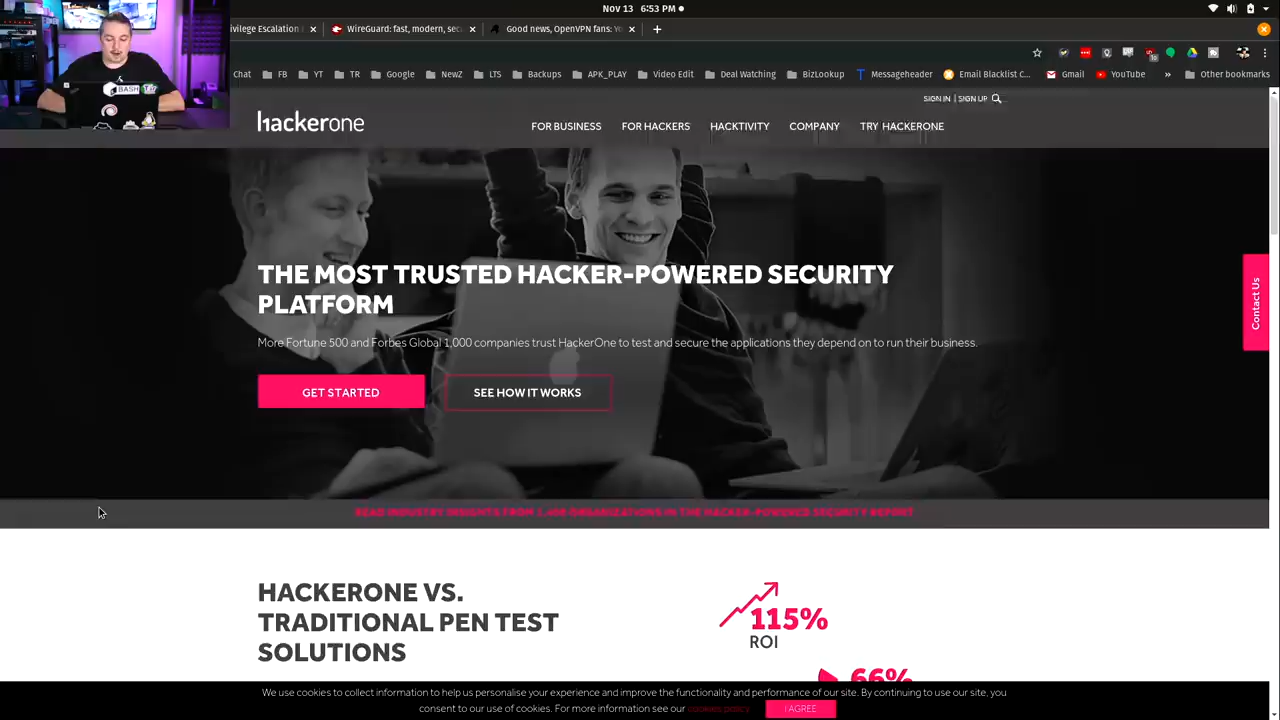 Nov 13 6:53 PM
ivilege Escalation
WireGuard: fast, modern, sec
Good news, OpenVPN fans:
Chat FB YT TR Google NewZ LTS Backups APK_PLAY Video Edit Deal Watching BizLookup Messageheader Email Blacklist C... Gmail YouTube » Other bookmarks
BASH
SIGN IN | SIGN UP
hackerone
FOR BUSINESS FOR HACKERS HACKTIVITY COMPANY TRY HACKERONE
THE MOST TRUSTED HACKER-POWERED SECURITY
PLATFORM
Contact Us
More Fortune 500 and Forbes Global 1,000 companies trust HackerOne to test and secure the applications they depend on to run their business.
GET STARTED SEE HOW IT WORKS
READ INDUSTRY INSIGHTS FROM 1,400 ORGANIZATIONS IN THE HACKER-POWERED SECURITY REPORT
HACKERONE VS.
TRADITIONAL PEN TEST
SOLUTIONS
115%
ROI
66%
We use cookies to collect information to help us personalise your experience and improve the functionality and performance of our site. By continuing to use our site, you
consent to our use of cookies. For more information see our cookies policy
I AGREE